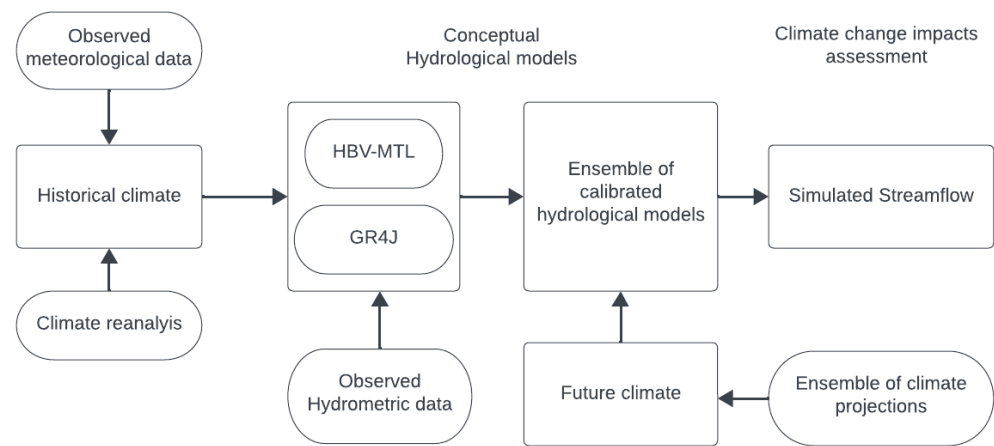 Observed
meteorological data
Conceptual
Hydrological models
Climate change impacts
assessment
Historical climate
HBV-MTL
GR4J
Ensemble of
calibrated
hydrological models
Simulated Streamflow
Climate reanalyis
Observed
Hydrometric data
Future climate
Ensemble of climate
projections